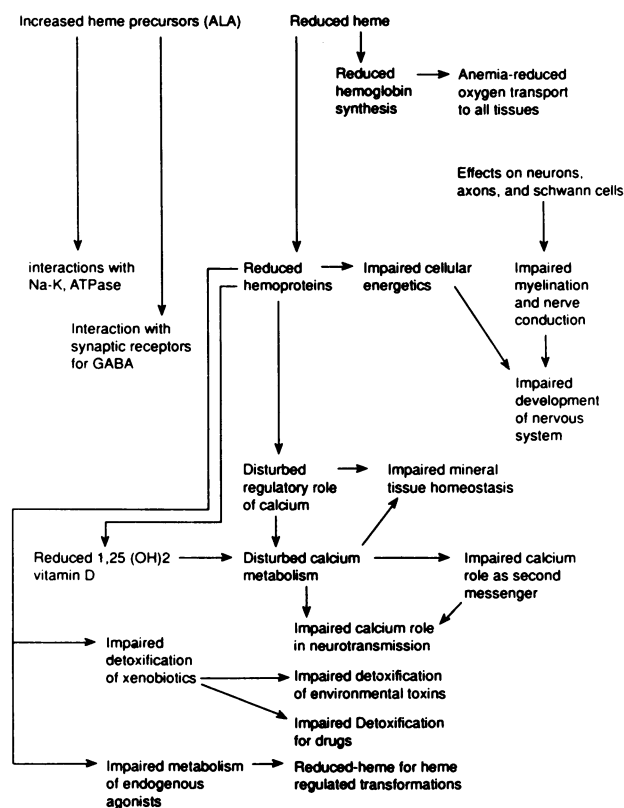 Increased heme precursors (ALA)
Reduced heme
Reduced
hemoglobin
synthesis
Anemia-reduced
oxygen transport
to all tissues
Effects on neurons,
axons, and schwann cells
interactions with
Na-K, ATPase
Interaction with
synaptic receptors
for GABA
Reduced
hemoproteins
Impaired cellular
energetics
Impaired
myelination
and nerve
conduction
Impaired
development
of nervous
system
Disturbed
regulatory role
of calcium
Impaired mineral
tissue homeostasis
Reduced 1,25 (OH)2
vitamin D
Disturbed calcium
metabolism
Impaired calcium
role as second
messenger
Impaired calcium role
in neurotransmission
Impaired
detoxification
of xenobiotics
Impaired detoxification
of environmental toxins
Impaired Detoxification
for drugs
Impaired metabolism
of endogenous
agonists
Reduced-heme for heme
regulated transformations